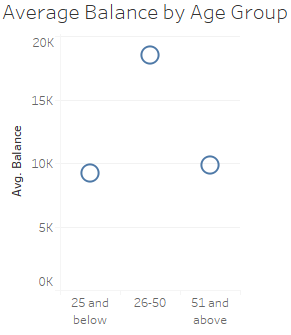 Average Balance by Age Group
20K
15K
10K
5K
0K
Avg. Balance
25 and
below
26-50
51 and
above